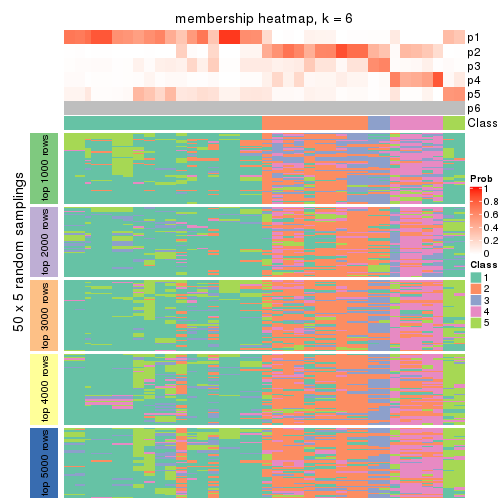 membership heatmap, k = 6
p1
p2
p3
p4
p5
p6
Class
50 x 5 random samplings
top 1000 rows
top 2000 rows
top 3000 rows
top 4000 rows
top 5000 rows
Prob
1
0.8
0.6
0.4
0.2
0
Class
1
2
3
4
5